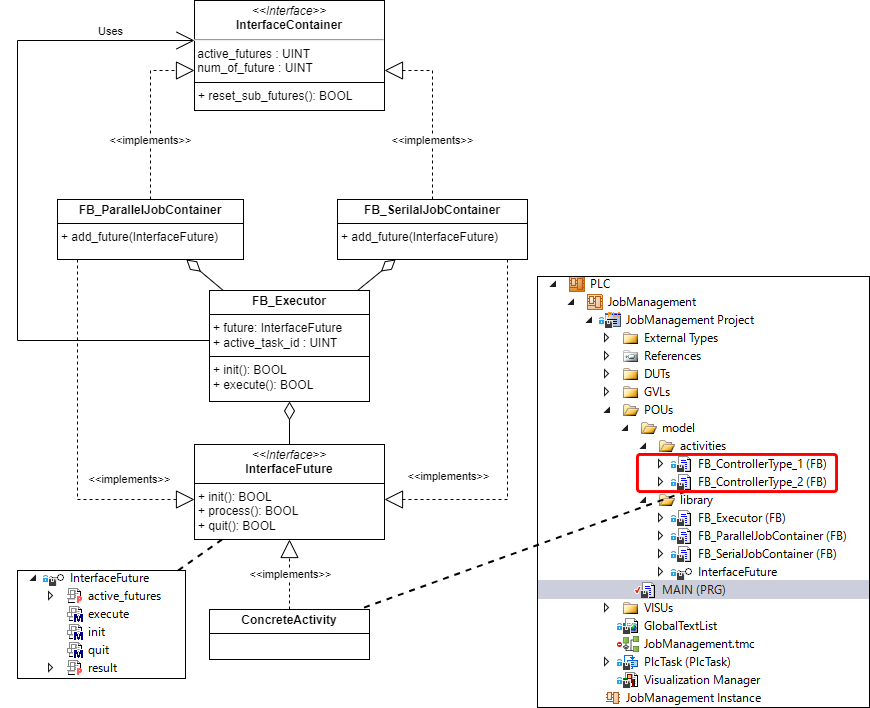 <<Interface>>
InterfaceContainer
active_futures : UINT
num_of_future : UINT
+ reset_sub_futures(): BOOL
Uses
<<implements>>
<<implements>>
FB_ParallelJobContainer
+ add_future(InterfaceFuture)
FB_SerilalJobContainer
+ add_future(InterfaceFuture)
FB_Executor
+ future: InterfaceFuture
+ active_task_id : UINT
+ init(): BOOL
+ execute(): BOOL
<<Interface>>
InterfaceFuture
+ init(): BOOL
+ process(): BOOL
+ quit(): BOOL
<<implements>>
<<implements>>
<<implements>>
ConcreteActivity
InterfaceFuture
active_futures
execute
init
quit
result
PLC
JobManagement
JobManagement Project
External Types
References
DUTs
GVLs
POUs
model
activities
FB_ControllerType_1 (FB)
FB_ControllerType_2 (FB)
library
FB_Executor (FB)
FB_ParallelJobContainer (FB)
FB_SerialJobContainer (FB)
InterfaceFuture
MAIN (PRG)
VISUs
GlobalTextList
JobManagement.tmc
PlcTask (PlcTask)
Visualization Manager
JobManagement Instance